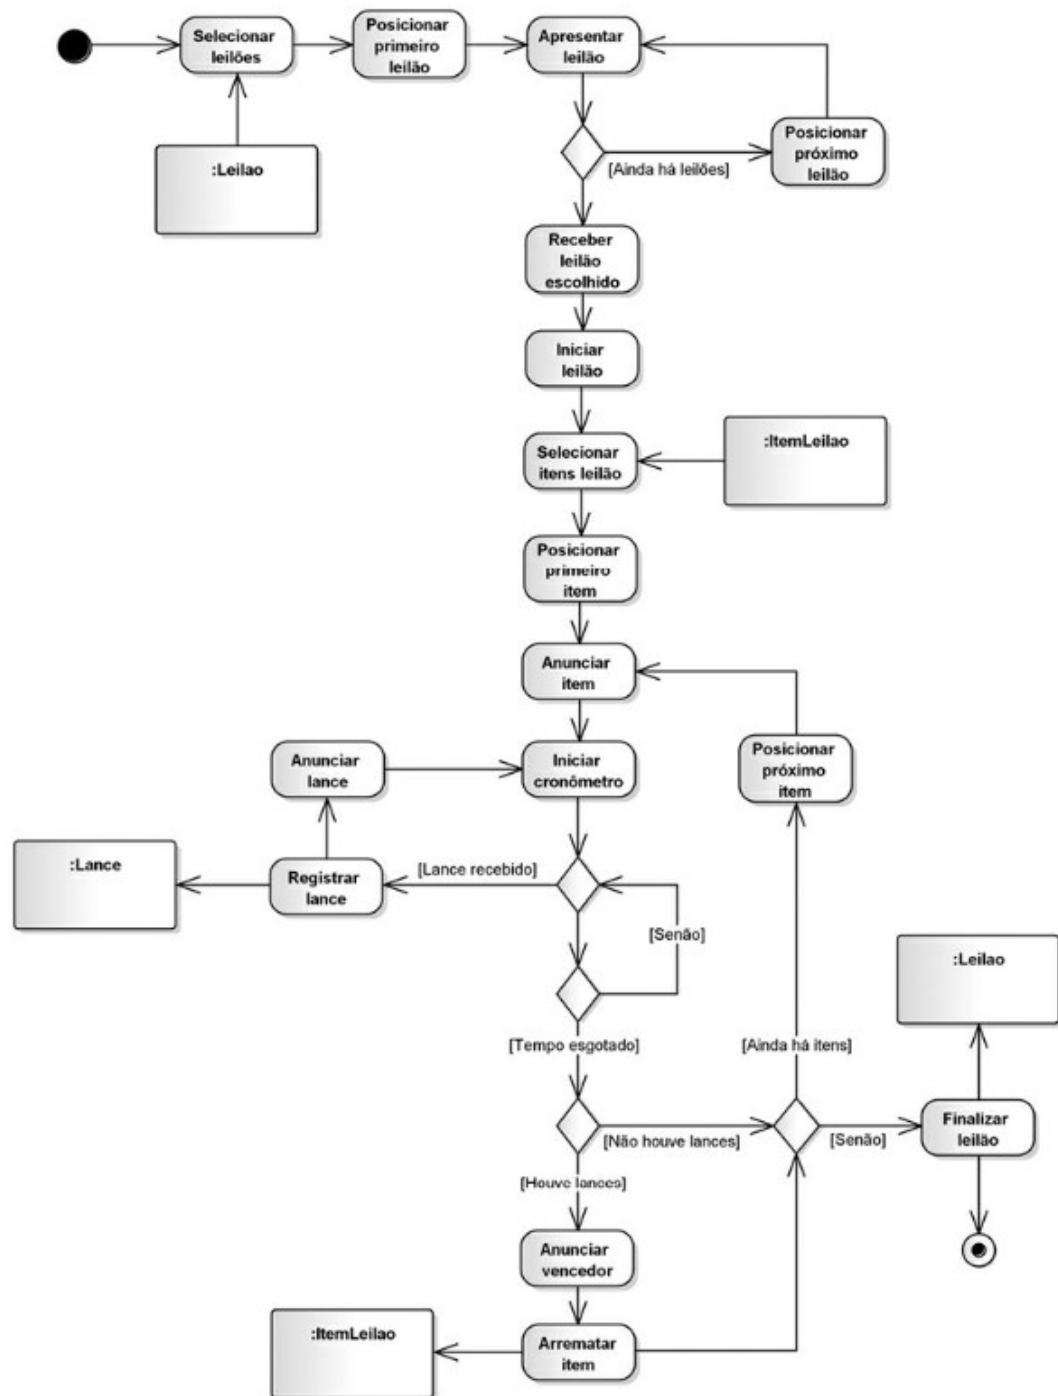 Selecionar
leilões
Posicionar
primeiro
leilão
Apresentar
leilão
:Leilao
[Ainda há leilões]
Posicionar
próximo
leilão
Receber
leilão
escolhido
Iniciar
leilão
Selecionar
itens leilão
:ItemLeilao
Posicionar
primeiro
item
Anunciar
item
Anunciar
lance
Iniciar
cronômetro
Posicionar
próximo
item
:Lance
Registrar
lance
[Lance recebido]
[Senão]
:Leilao
[Tempo esgotado]
[Ainda há itens]
[Não houve lances]
[Senão]
Finalizar
leilão
[Houve lances]
Anunciar
vencedor
:ItemLeilao
Arrematar
item